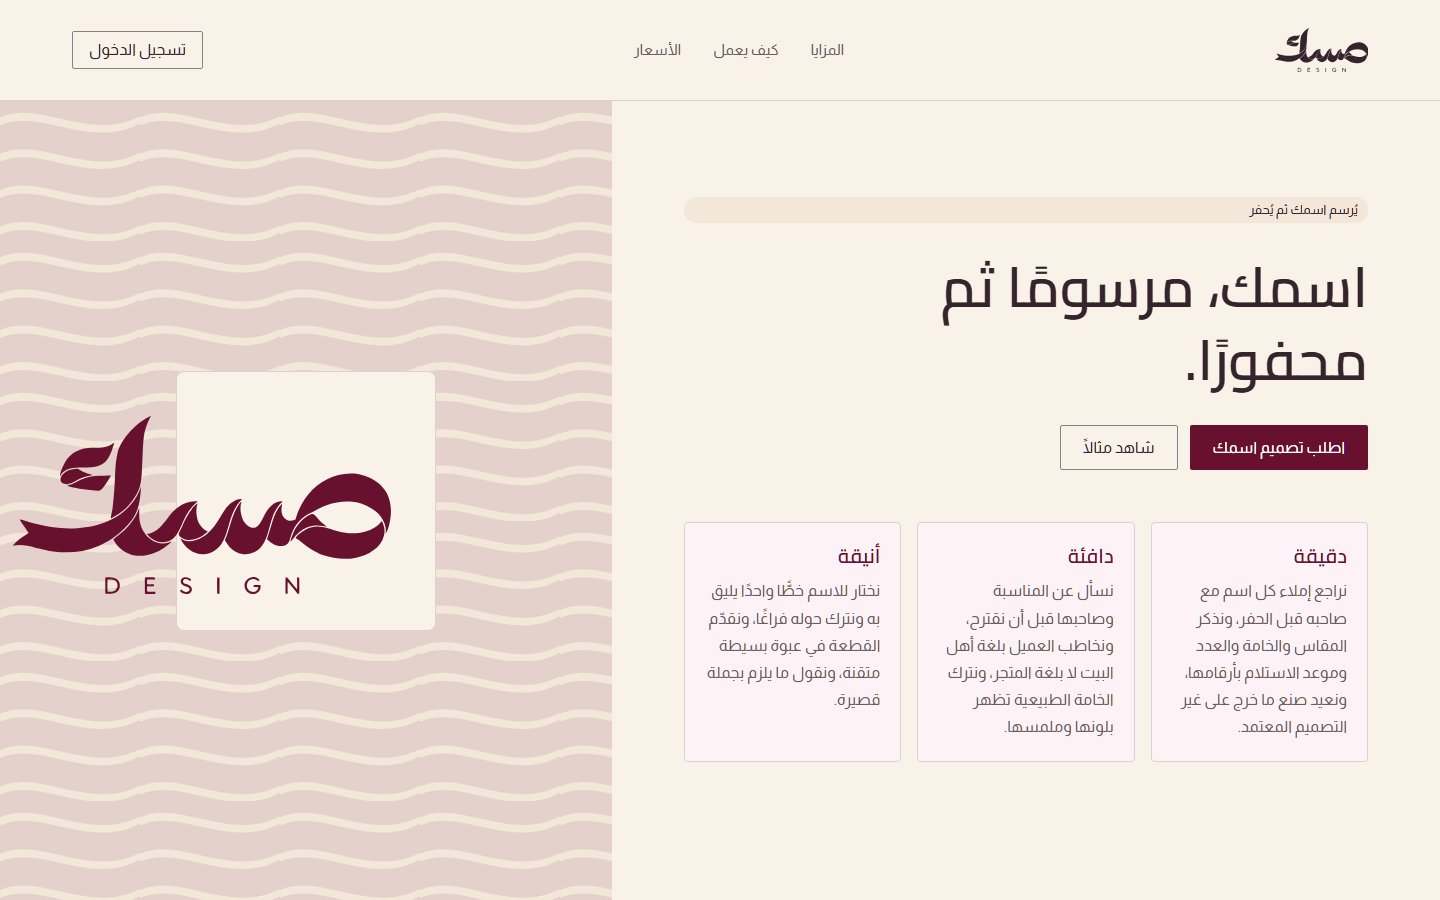 مسك
DESIGN
المزايا
كيف يعمل
الأسعار
تسجيل الدخول
يُرسم اسمك ثم يُحفر
اسمك، مرسومًا ثم
محفورًا.
اطلب تصميم اسمك
شاهد مثالًا
دقيقة
نراجع إملاء كل اسم مع
صاحبه قبل الحفر، ونذكر
المقاس والخامة والعدد
وموعد الاستلام بأرقامها،
ونعيد صنع ما خرج على غير
التصميم المعتمد.
دافئة
نسأل عن المناسبة
وصاحبها قبل أن نقترح،
ونخاطب العميل بلغة أهل
البيت لا بلغة المتجر، ونترك
الخامة الطبيعية تظهر
بلونها وملمسها.
أنيقة
نختار للاسم خطًّا واحدًا يليق
به ونترك حوله فراغًا، ونقدّم
القطعة في عبوة بسيطة
متقنة، ونقول ما يلزم بجملة
قصيرة.
مسك
DESIGN